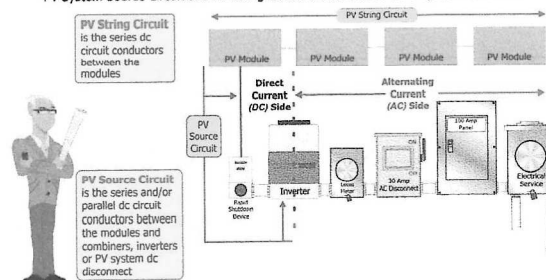 PV String Circuit
PV String Circuit
is the series dc
circuit conductors
between the
modules
PV Module
PV Module
PV Module
PV Module
Direct
Current
(DC) Side
Alternating
Current
(AC) Side
PV
Source
Circuit
PV Source Circuit
is the series and/or
parallel dc circuit
conductors between
the modules and
combiners, inverters
or PV system dc
disconnect
Rapid
Shutdown
Device
Inverter
Meter
30 Amp
AC Disconnect
Panel
Electrical
Service